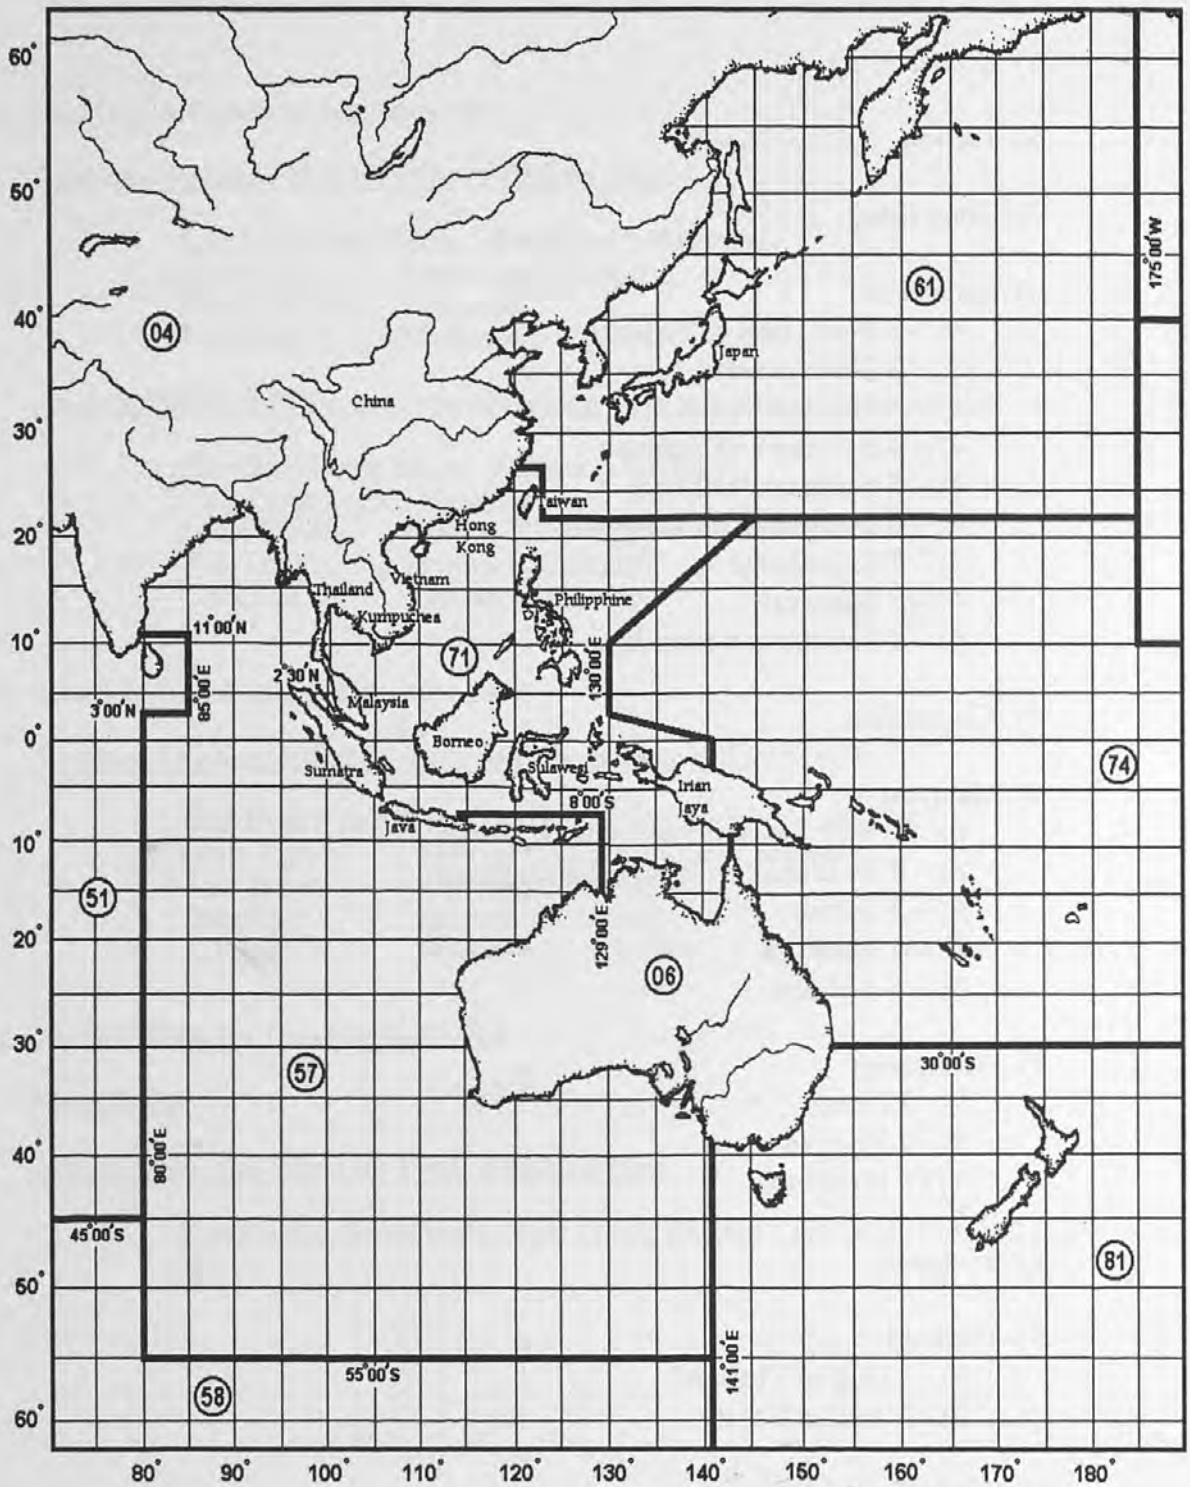 60°
50°
175°00'W
61
40°
04
Japan
China
30°
Taiwan
20°
Hong
Kong
Vietnam
Thailand
Philipphine
Kumpuchea
11°00'N
10°
71
130°00'E
2°30'N
85°00'E
Malaysia
3°00'N
0°
Borneo
74
Sumatra
Sulawesi
Irian
Jaya
8°00'S
Java
10°
51
20°
129°00'E
06
30°
30°00'S
57
40°
80°00'E
45°00'S
81
50°
141°00'E
55°00'S
58
60°
80° 90° 100° 110° 120° 130° 140° 150° 160° 170° 180°